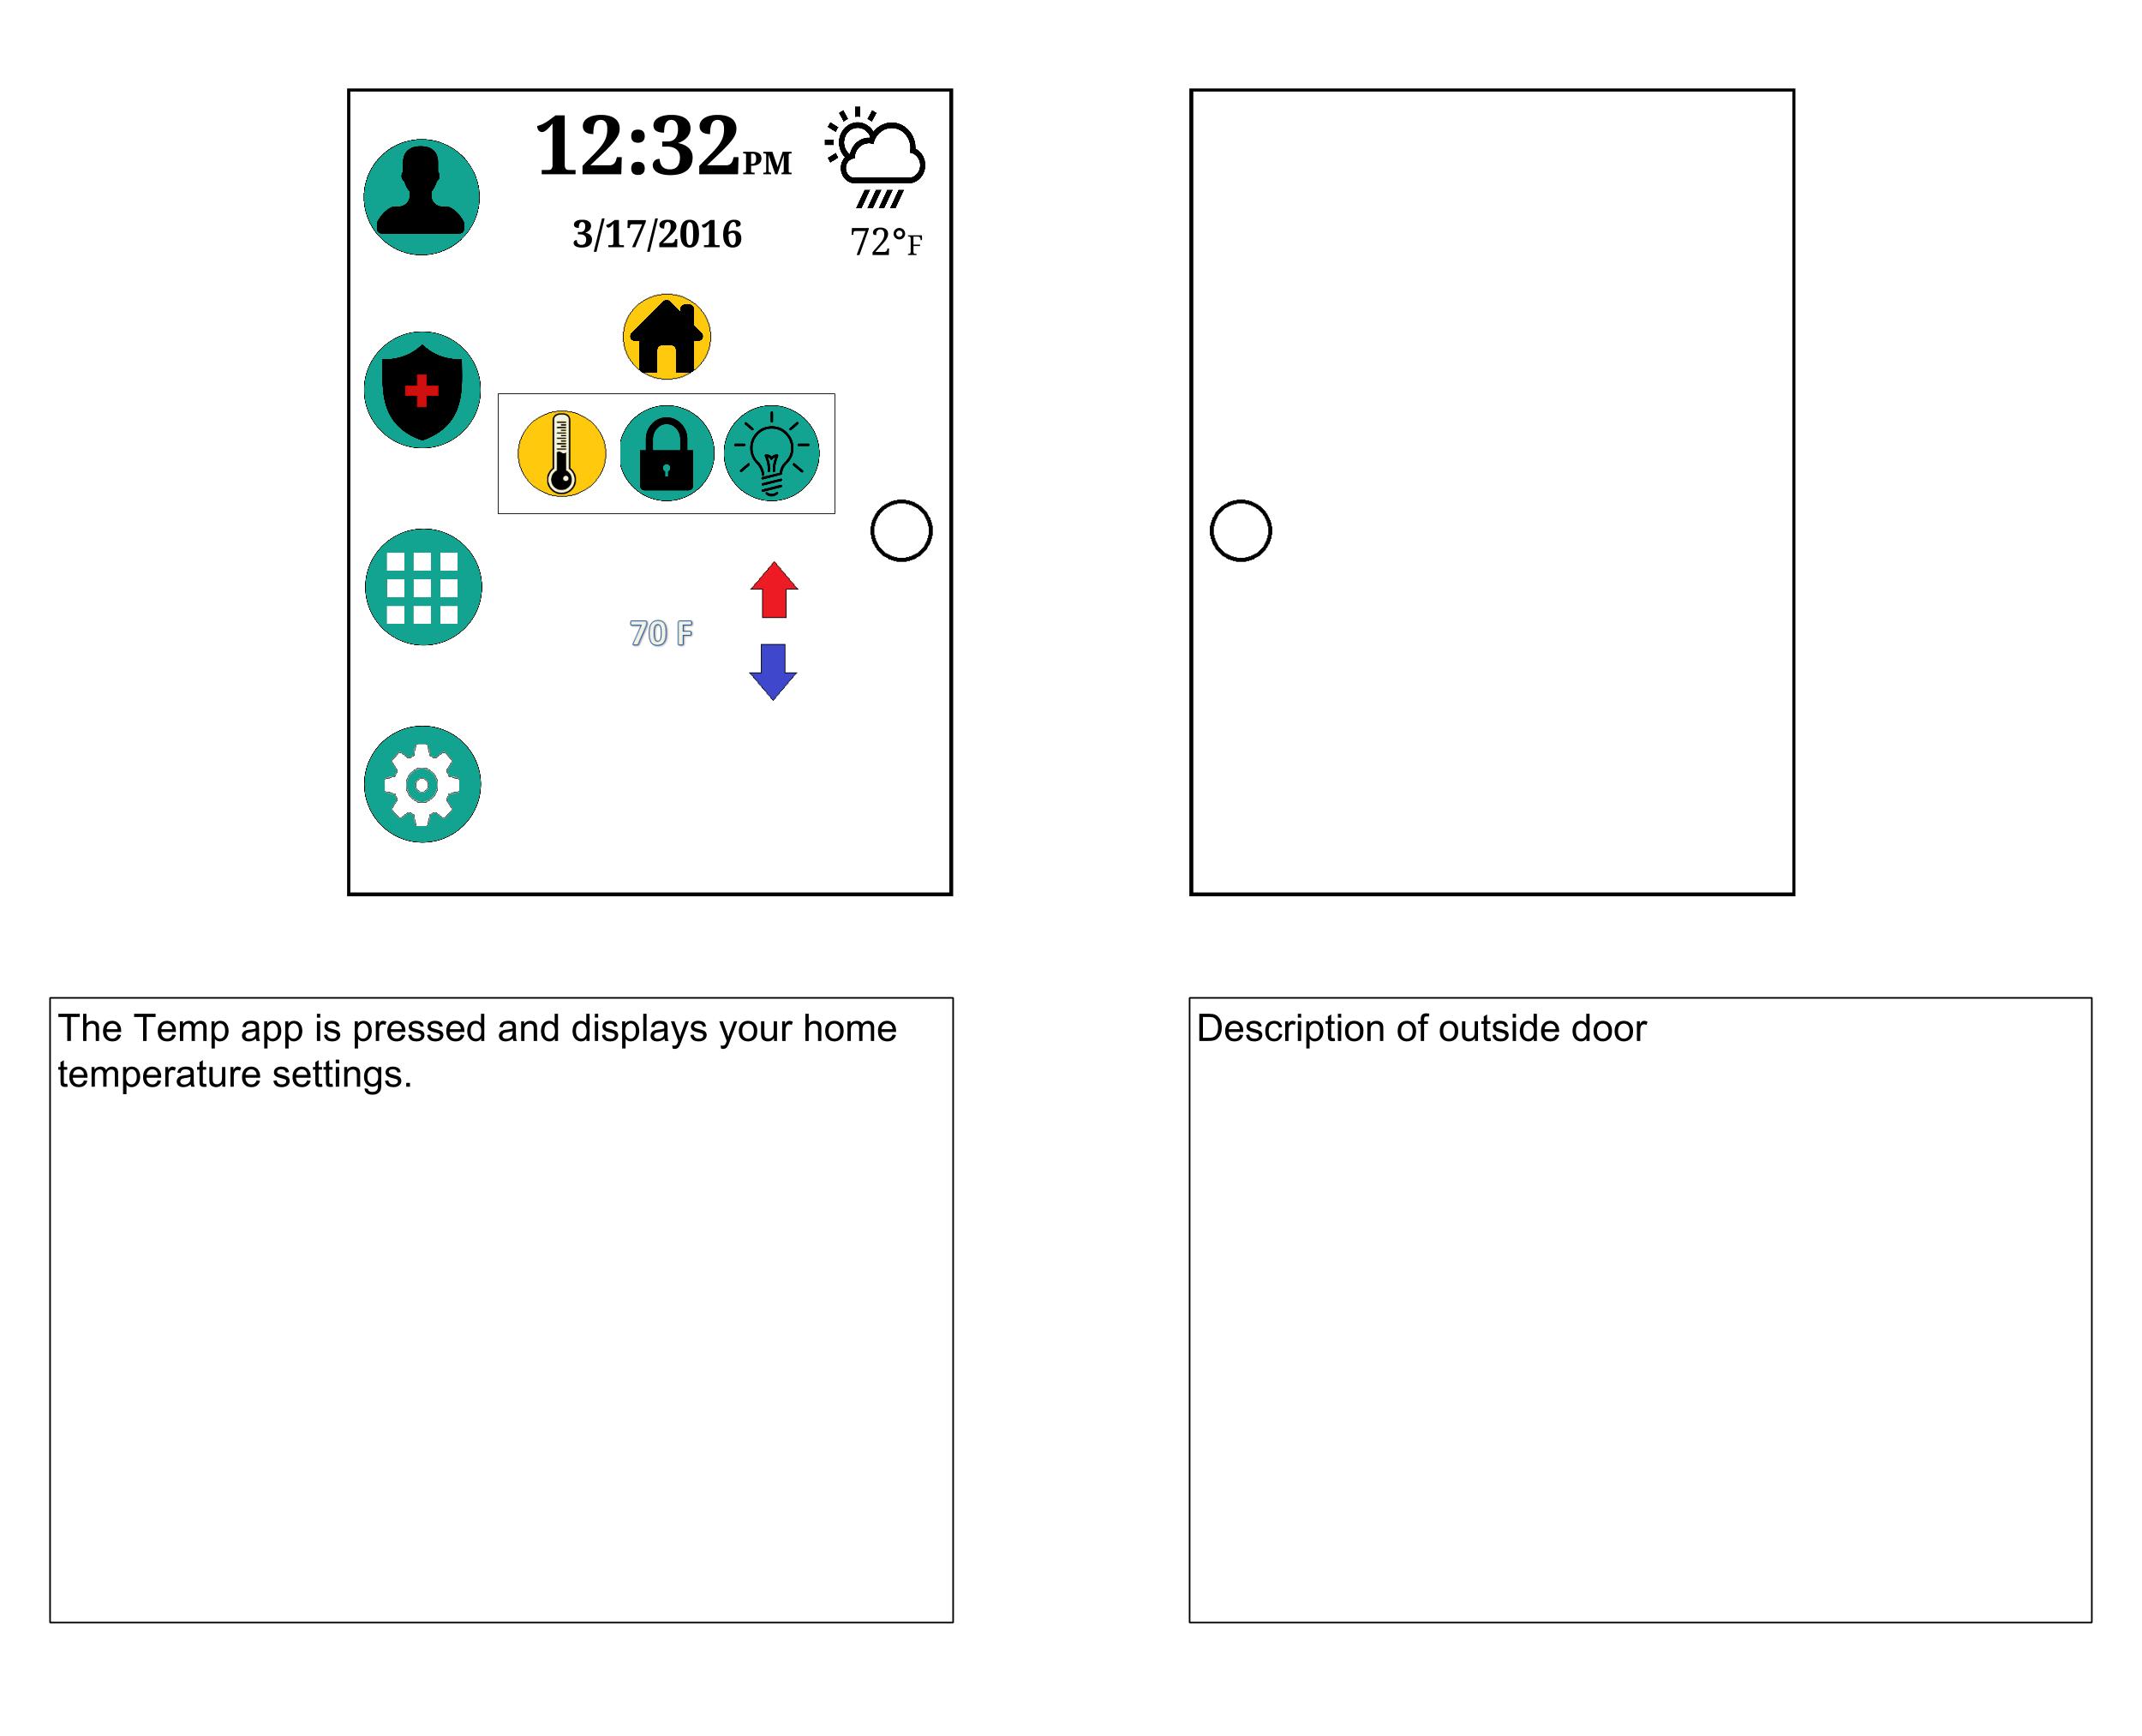 12:32PM
3/17/2016
72°F
70 F
The Temp app is pressed and displays your home
temperature settings.
Description of outside door